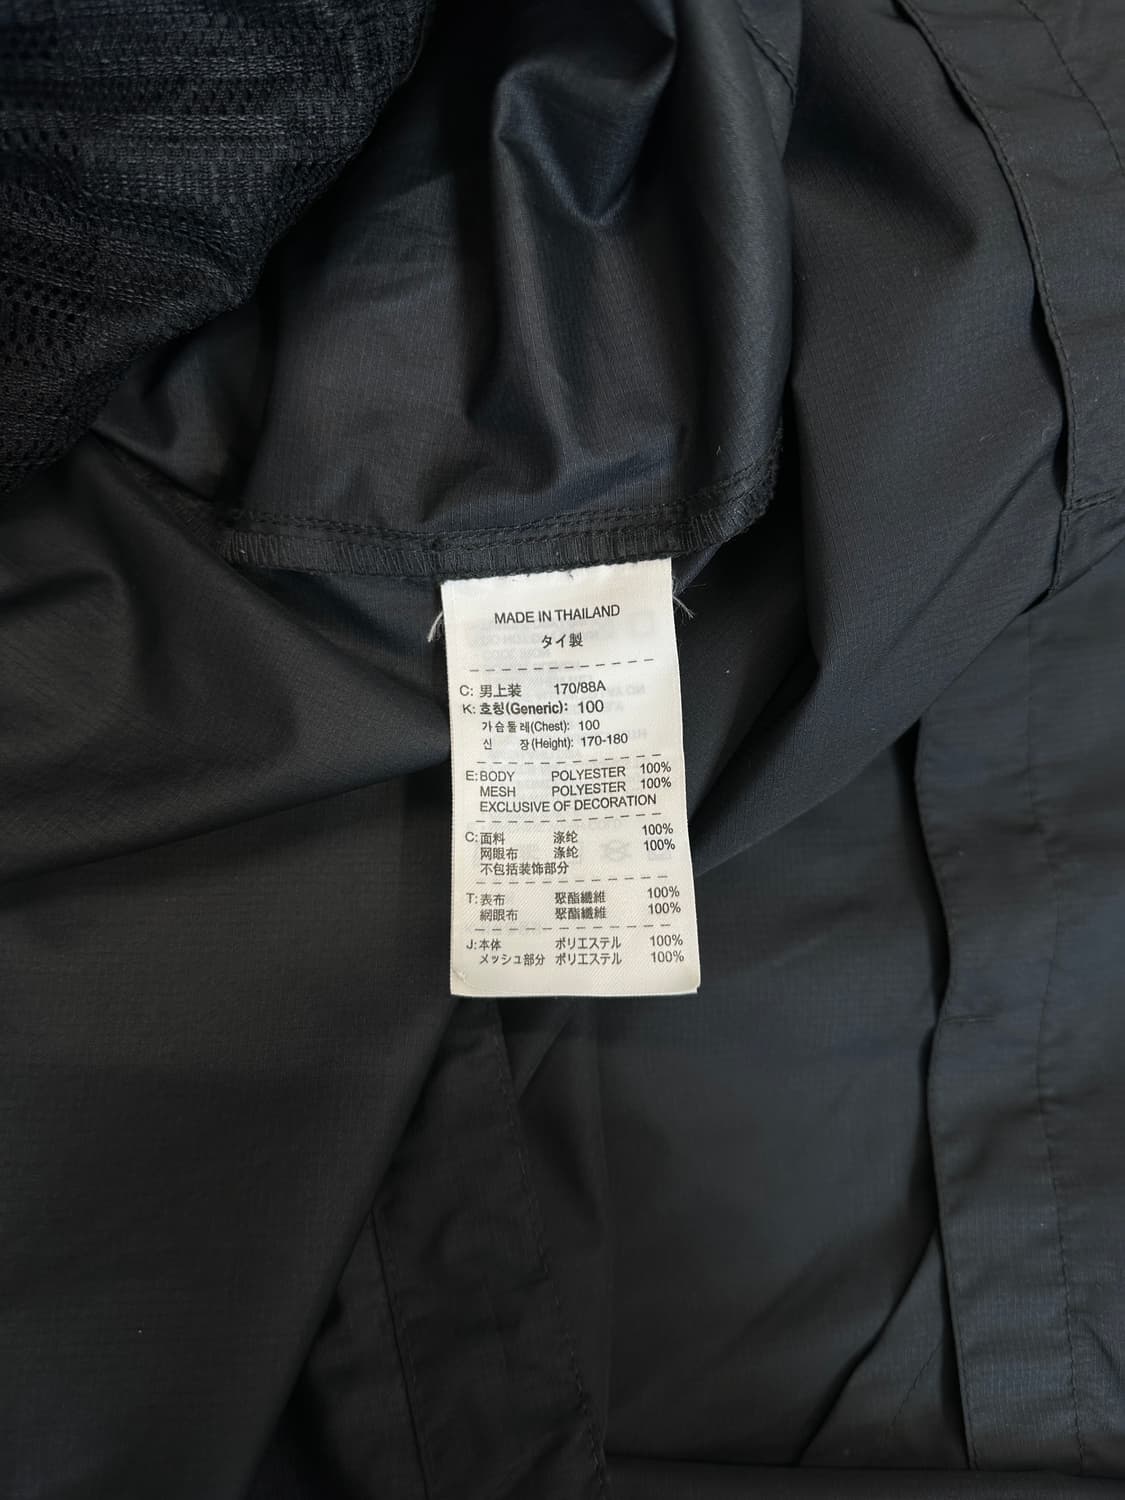 MADE IN THAILAND
タイ製
C: 男上装 170/88A
K: 호칭(Generic): 100
가슴둘레(Chest): 100
신 장(Height): 170-180
E: BODY POLYESTER 100%
MESH POLYESTER 100%
EXCLUSIVE OF DECORATION
C: 面料 涤纶 100%
网眼布 涤纶 100%
不包括装饰部分
T: 表布 聚酯纖維 100%
網眼布 聚酯纖維 100%
J: 本体 ポリエステル 100%
メッシュ部分 ポリエステル 100%